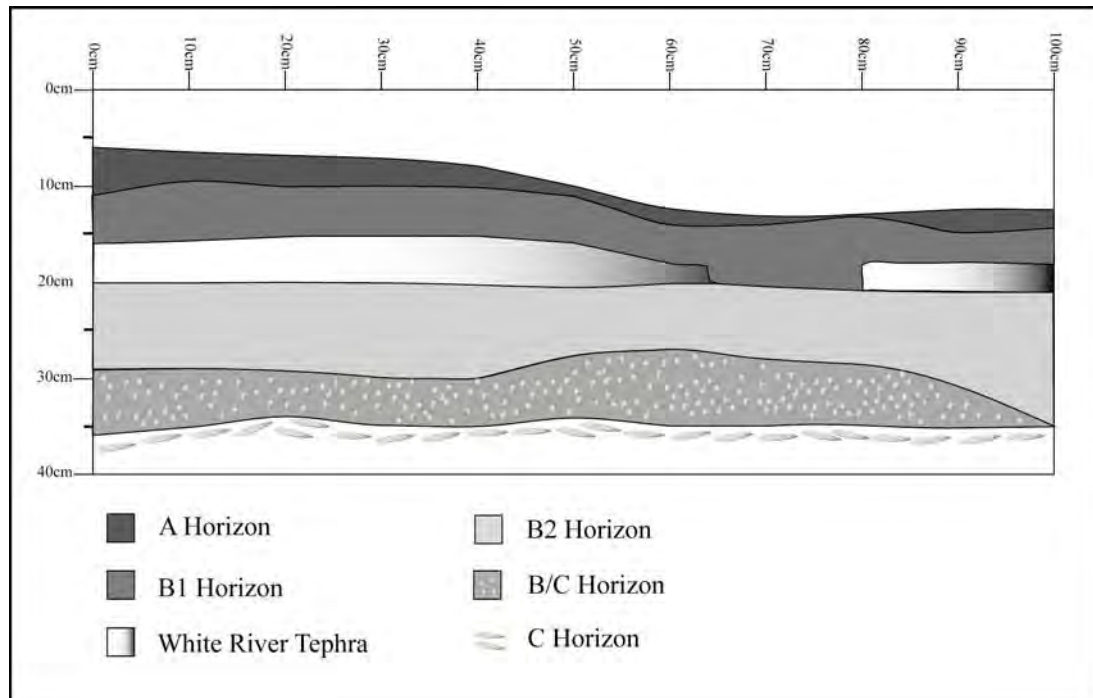 0cm 10cm 20cm 30cm 40cm 50cm 60cm 70cm 80cm 90cm 100cm
0cm
10cm
20cm
30cm
40cm
A Horizon
B1 Horizon
White River Tephra
B2 Horizon
B/C Horizon
C Horizon